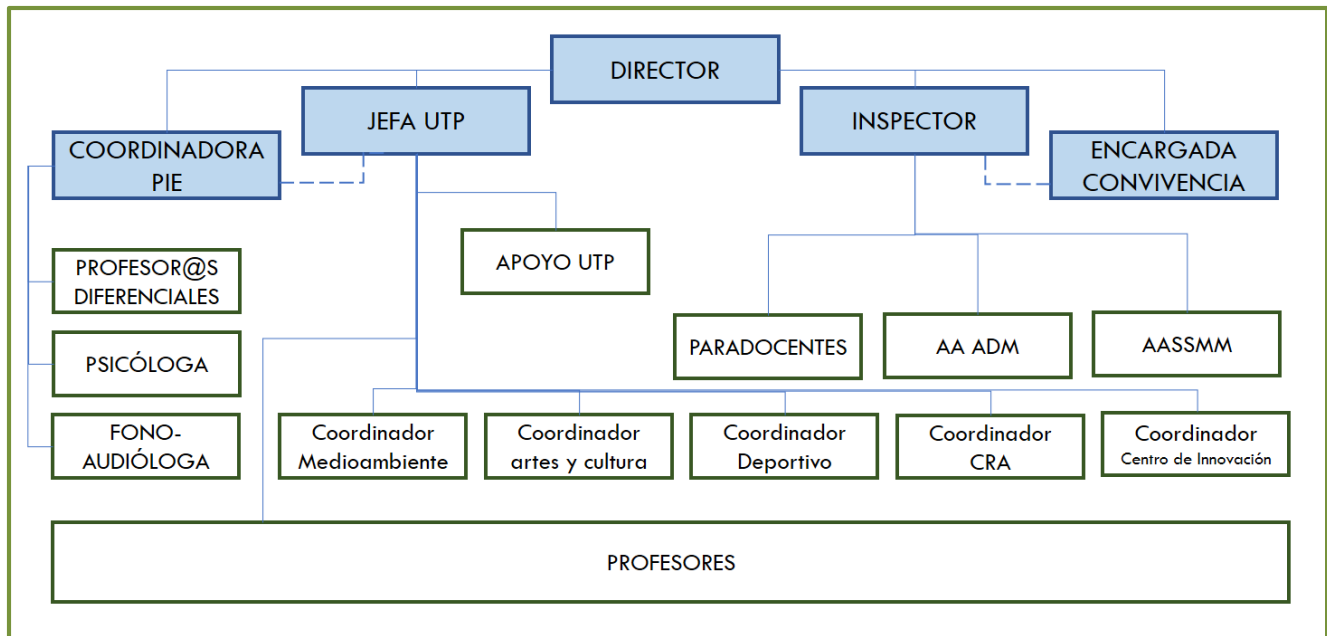 DIRECTOR
JEFA UTP
INSPECTOR
COORDINADORA
PIE
ENCARGADA
CONVIVENCIA
APOYO UTP
PROFESOR@S
DIFERENCIALES
PARADOCENTES
AA ADM
AASSMM
PSICÓLOGA
FONO-
AUDIÓLOGA
Coordinador
Medioambiente
Coordinador
artes y cultura
Coordinador
Deportivo
Coordinador
CRA
Coordinador
Centro de Innovación
PROFESORES